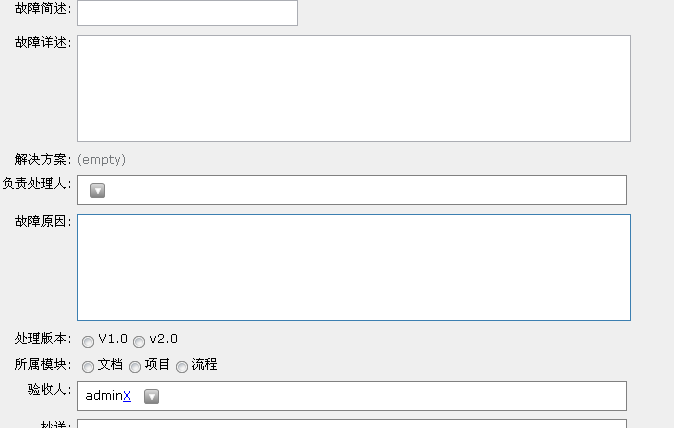 故障简述:
故障详述:
解决方案: (empty)
负责处理人:
故障原因:
处理版本: V1.0 v2.0
所属模块: 文档 项目 流程
验收人: adminX
抄送: